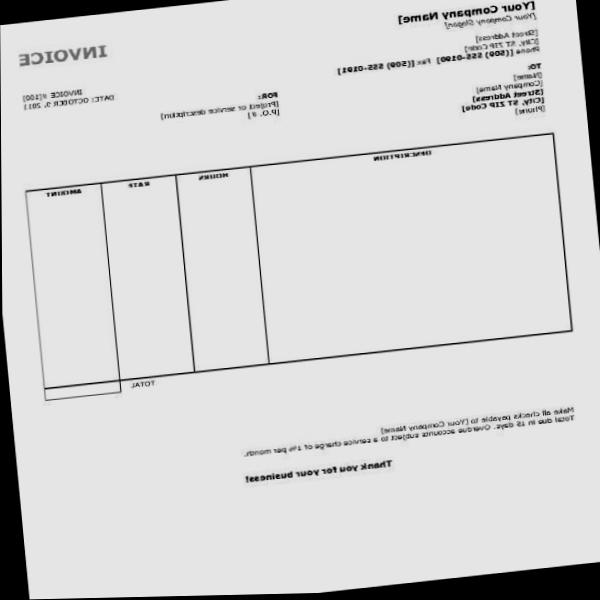 [Your Company Name]
[Your Company Slogan]
INVOICE
[Street Address]
[City, ST ZIP Code]
Phone [(509) 555-0190] Fax [(509) 555-0191]
INVOICE #[100]
DATE: OCTOBER 9, 2011
TO:
[Name]
[Company Name]
[Street Address]
[City, ST ZIP Code]
[Phone]
FOR:
[Project or service description]
[P.O. #]
DESCRIPTION
HOURS
RATE
AMOUNT
TOTAL
Make all checks payable to [Your Company Name]
Total due in 15 days. Overdue accounts subject to a service charge of 1% per month.
Thank you for your business!